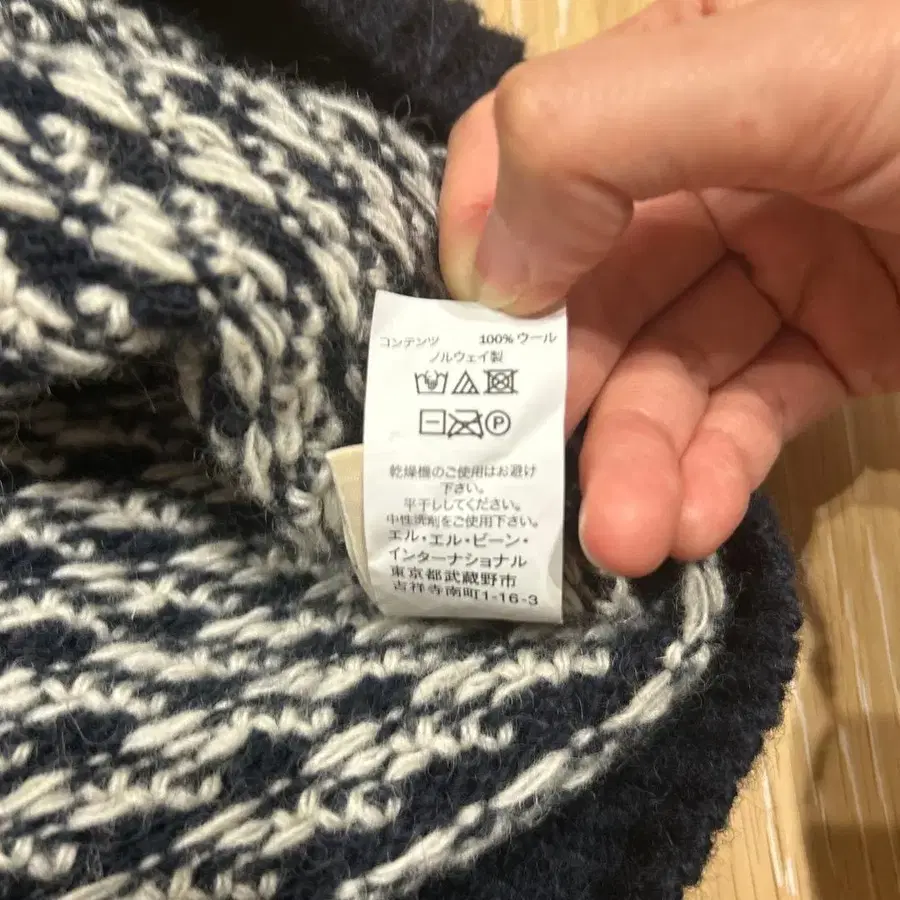 コンテンツ 100% ウール
ノルウェイ製
P
乾燥機のご使用はお避け
下さい。
平干ししてください。
中性洗剤をご使用下さい。
エル・エル・ビーン・
インターナショナル
東京都武蔵野市
吉祥寺南町1-16-3